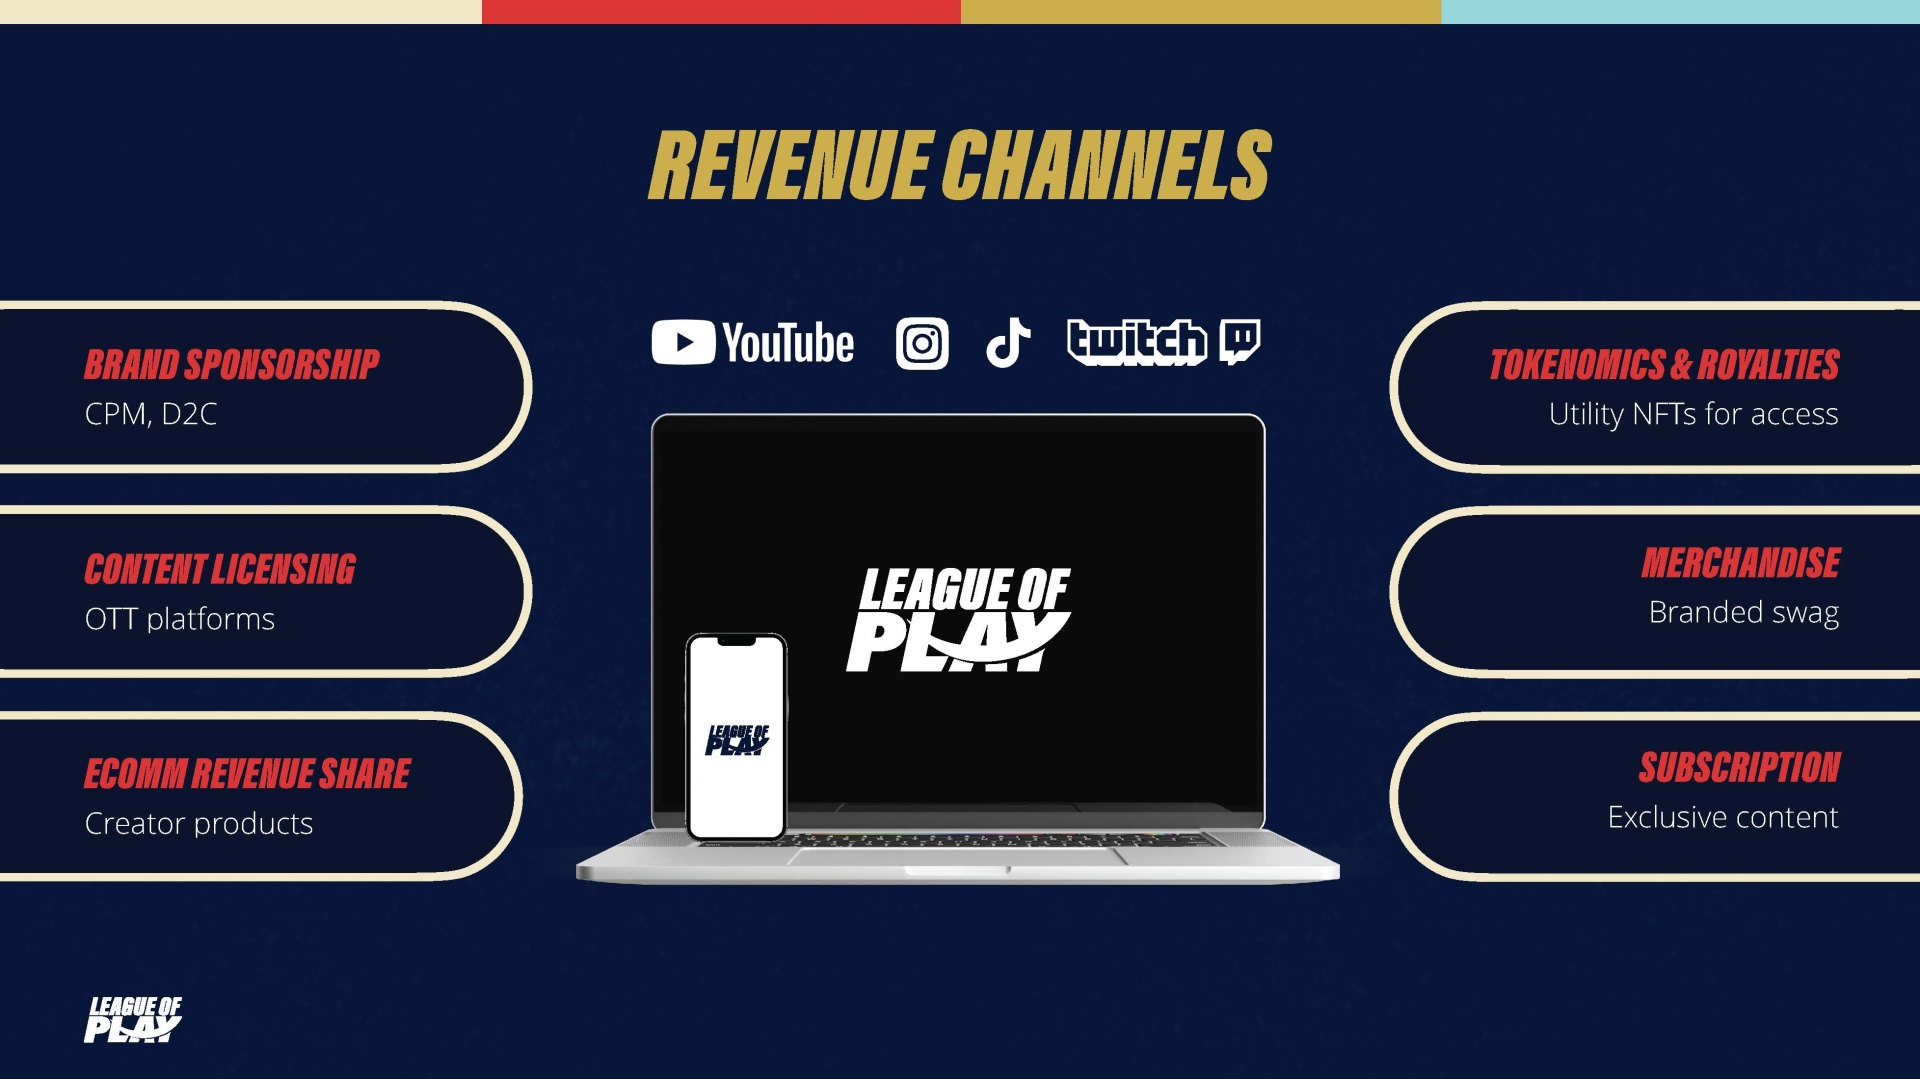 REVENUE CHANNELS
BRAND SPONSORSHIP
CPM, D2C
CONTENT LICENSING
OTT platforms
ECOMM REVENUE SHARE
Creator products
YouTube
twitch
LEAGUE OF
PLAY
LEAGUE OF
PLAY
TOKENOMICS & ROYALTIES
Utility NFTs for access
MERCHANDISE
Branded swag
SUBSCRIPTION
Exclusive content
LEAGUE OF
PLAY